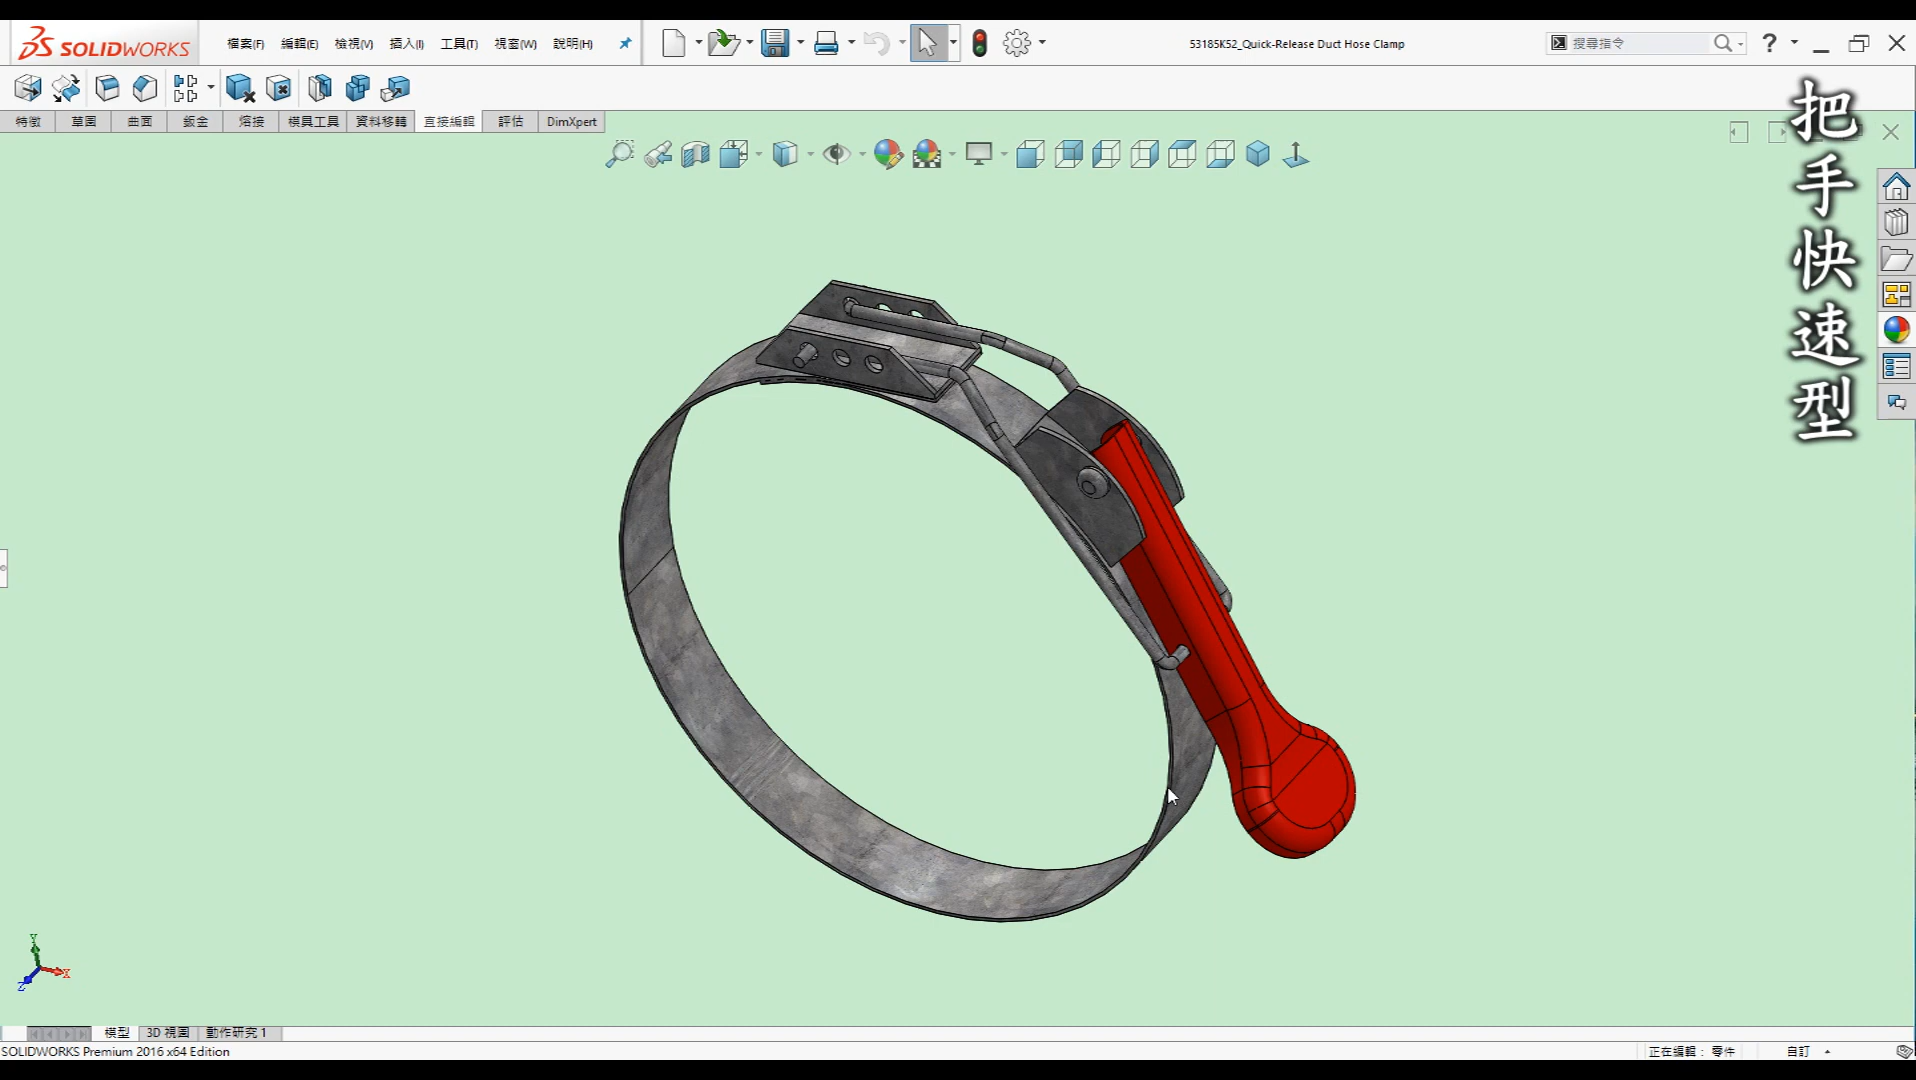 SOLIDWORKS
檔案(F) 編輯(E) 檢視(V) 插入(I) 工具(T) 視窗(W) 說明(H)
53185K52_Quick-Release Duct Hose Clamp
搜尋指令
特徵 草圖 曲面 鈑金 熔接 模具工具 資料移轉 直接編輯 評估 DimXpert
把手快速型
Y
X
Z
模型 3D 視圖 動作研究 1
SOLIDWORKS Premium 2016 x64 Edition
正在編輯： 零件 自訂